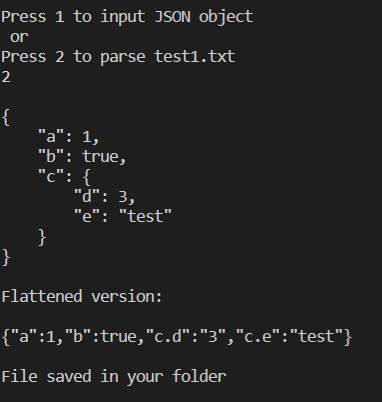 Press 1 to input JSON object
 or
Press 2 to parse test1.txt
2

{
    "a": 1,
    "b": true,
    "c": {
        "d": 3,
        "e": "test"
    }
}

Flattened version:

{"a":1,"b":true,"c.d":"3","c.e":"test"}

File saved in your folder